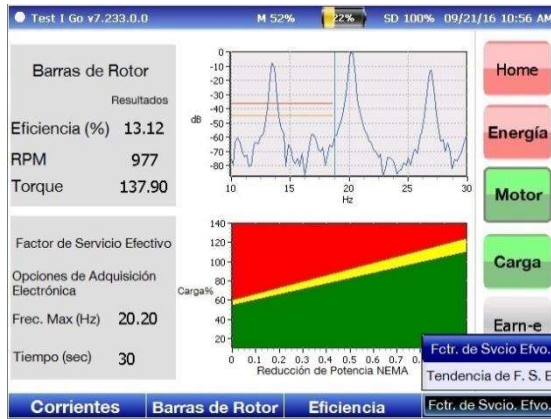 Test I Go v7.233.0.0 M 52% 22% SD 100% 09/21/16 10:56 AM
Barras de Rotor
Resultados
Eficiencia (%) 13.12
RPM 977
Torque 137.90
0
-10
-20
-30
-40
-50
-60
-70
-80
dB
10 15 20 25 30
Hz
Home
Energía
Motor
Carga
Earn-e
Factor de Servicio Efectivo
Opciones de Adquisición
Electrónica
Frec. Max (Hz) 20.20
Tiempo (sec) 30
140
120
100
80
60
40
20
Carga%
0 0.1 0.2 0.3 0.4 0.5 0.6 0.7
Reducción de Potencia NEMA
Fctr. de Svcio Efvo.
Tendencia de F. S. E
Corrientes Barras de Rotor Eficiencia Fctr. de Svcio. Efvo.